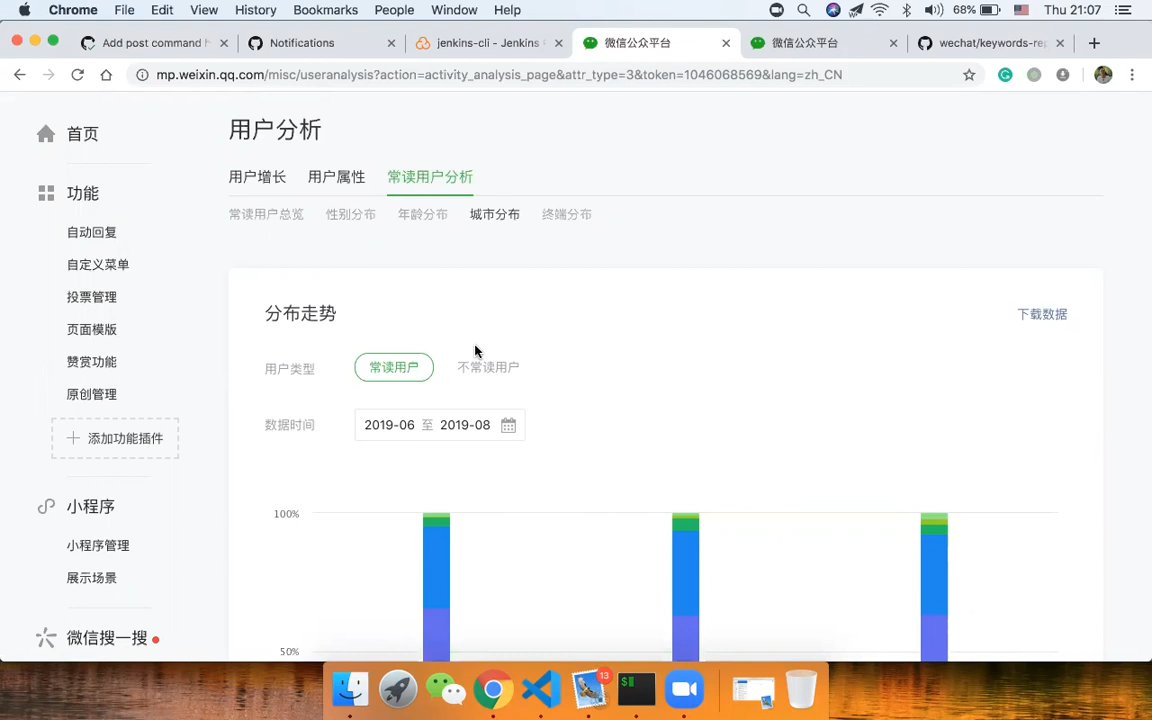 Chrome File Edit View History Bookmarks People Window Help 68% Thu 21:07
Add post command Notifications jenkins-cli - Jenkins 微信公众平台 微信公众平台 wechat/keywords-rep
mp.weixin.qq.com/misc/useranalysis?action=activity_analysis_page&attr_type=3&token=1046068569&lang=zh_CN
首页
功能
自动回复
自定义菜单
投票管理
页面模版
赞赏功能
原创管理
添加功能插件
小程序
小程序管理
展示场景
微信搜一搜
用户分析
用户增长 用户属性 常读用户分析
常读用户总览 性别分布 年龄分布 城市分布 终端分布
分布走势 下载数据
用户类型 常读用户 不常读用户
数据时间 2019-06 至 2019-08
100%
50%
13